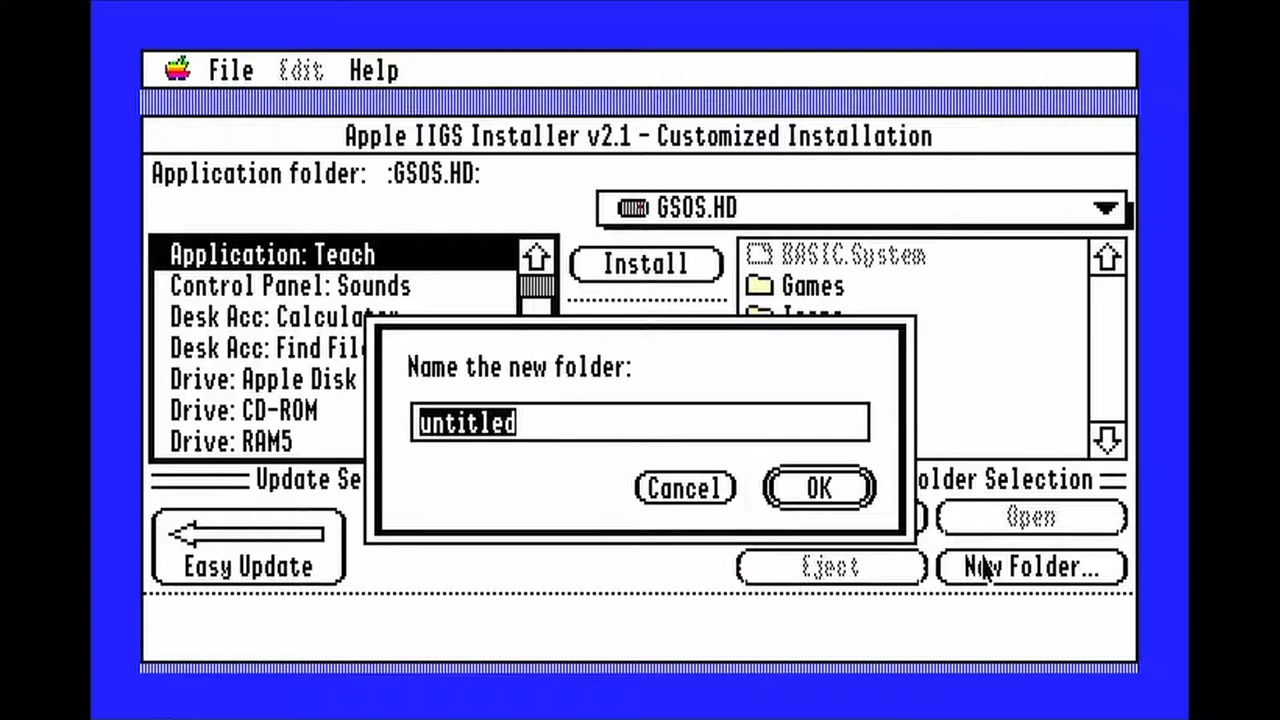 File Edit Help
Apple IIGS Installer v2.1 - Customized Installation
Application folder: :GSOS.HD:
GSOS.HD
Application: Teach
Control Panel: Sounds
Desk Acc: Calculator
Desk Acc: Find File
Drive: Apple Disk
Drive: CD-ROM
Drive: RAM5
Install
BASIC.System
Games
Name the new folder:
untitled
Cancel
OK
Update Se
older Selection
Easy Update
Open
Eject
New Folder...